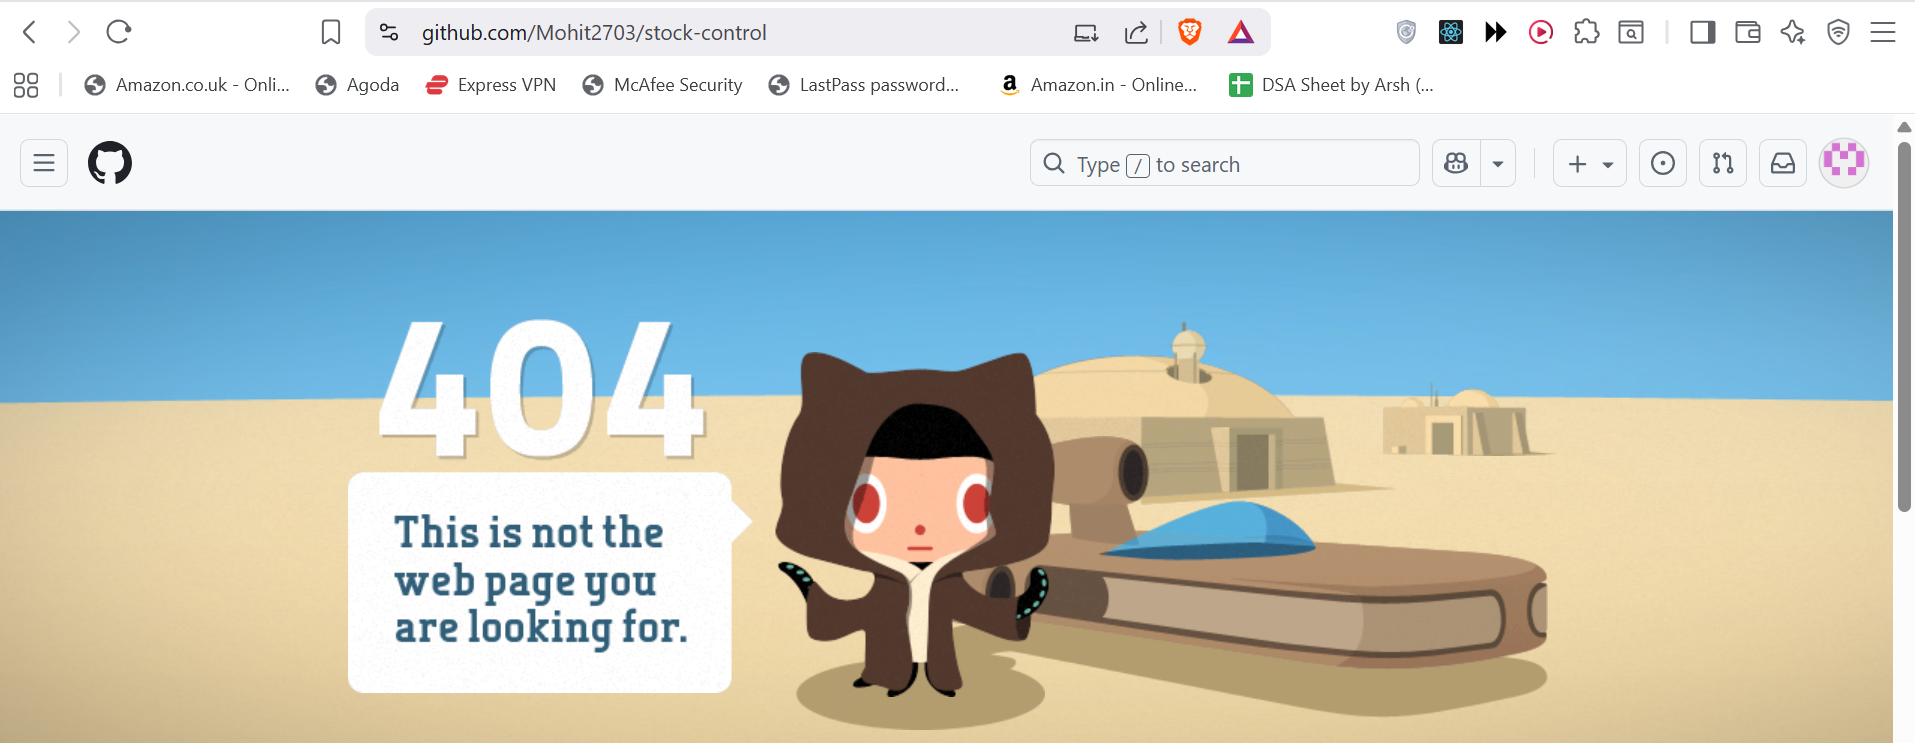 github.com/Mohit2703/stock-control
Amazon.co.uk - Onli...
Agoda
Express VPN
McAfee Security
LastPass password...
Amazon.in - Online...
DSA Sheet by Arsh (...
Type / to search
404
This is not the
web page you
are looking for.